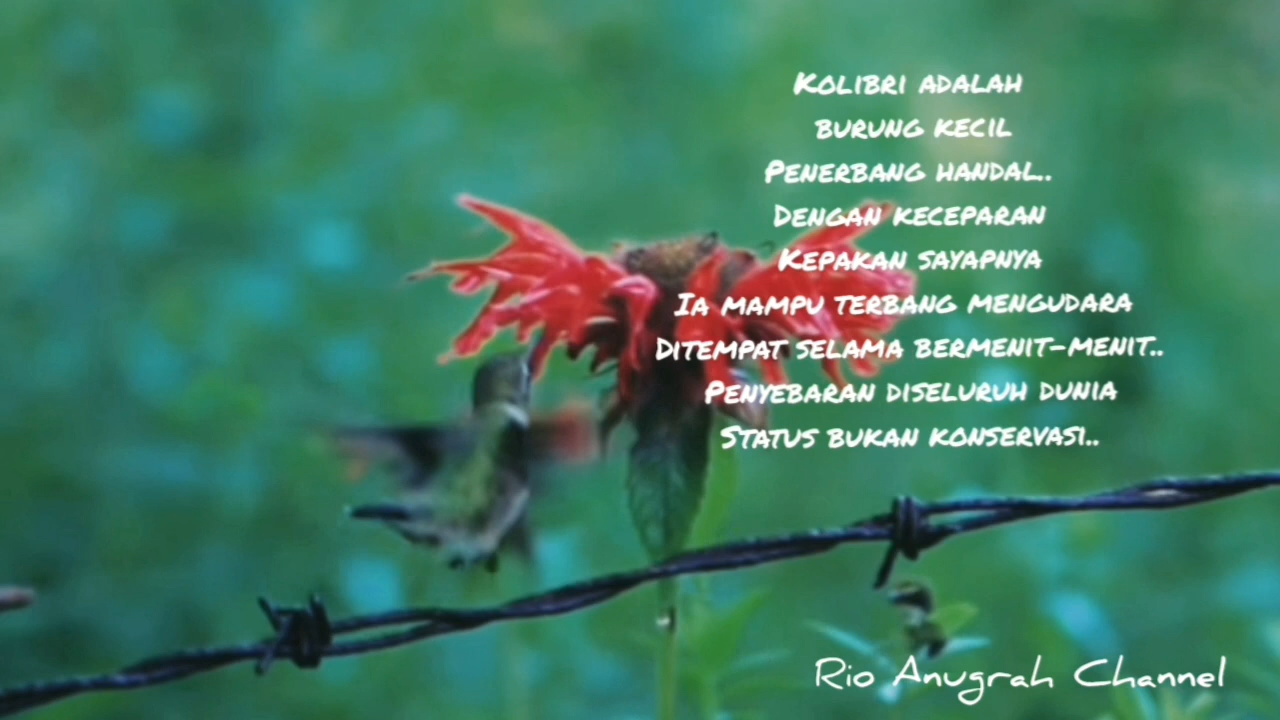 Kolibri adalah
burung kecil
Penerbang handal..
Dengan keceparan
Kepakan sayapnya
Ia mampu terbang mengudara
Ditempat selama bermenit-menit..
Penyebaran diseluruh dunia
Status bukan konservasi..
Rio Anugrah Channel